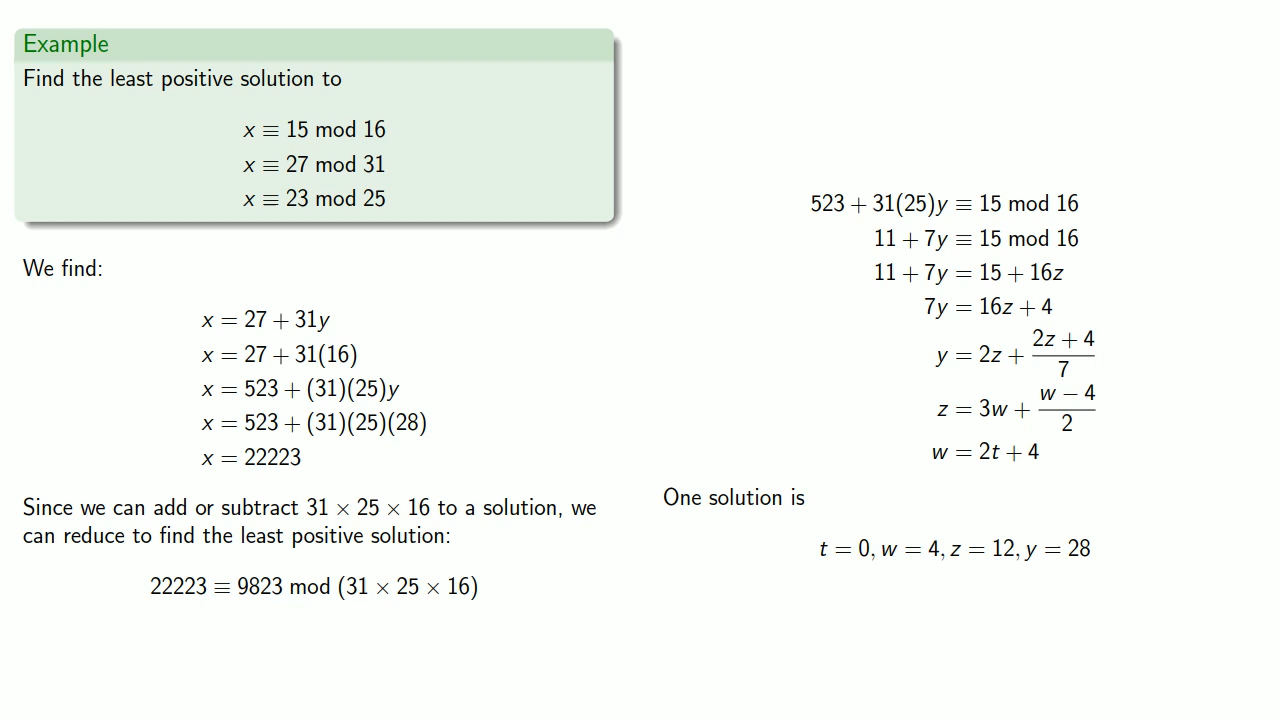 Example
Find the least positive solution to
x ≡ 15 mod 16
x ≡ 27 mod 31
x ≡ 23 mod 25
We find:
x = 27 + 31y
x = 27 + 31(16)
x = 523 + (31)(25)y
x = 523 + (31)(25)(28)
x = 22223
Since we can add or subtract 31 × 25 × 16 to a solution, we
can reduce to find the least positive solution:
22223 ≡ 9823 mod (31 × 25 × 16)
523 + 31(25)y ≡ 15 mod 16
11 + 7y ≡ 15 mod 16
11 + 7y = 15 + 16z
7y = 16z + 4
y = 2z + \frac{2z + 4}{7}
z = 3w + \frac{w − 4}{2}
w = 2t + 4
One solution is
t = 0, w = 4, z = 12, y = 28